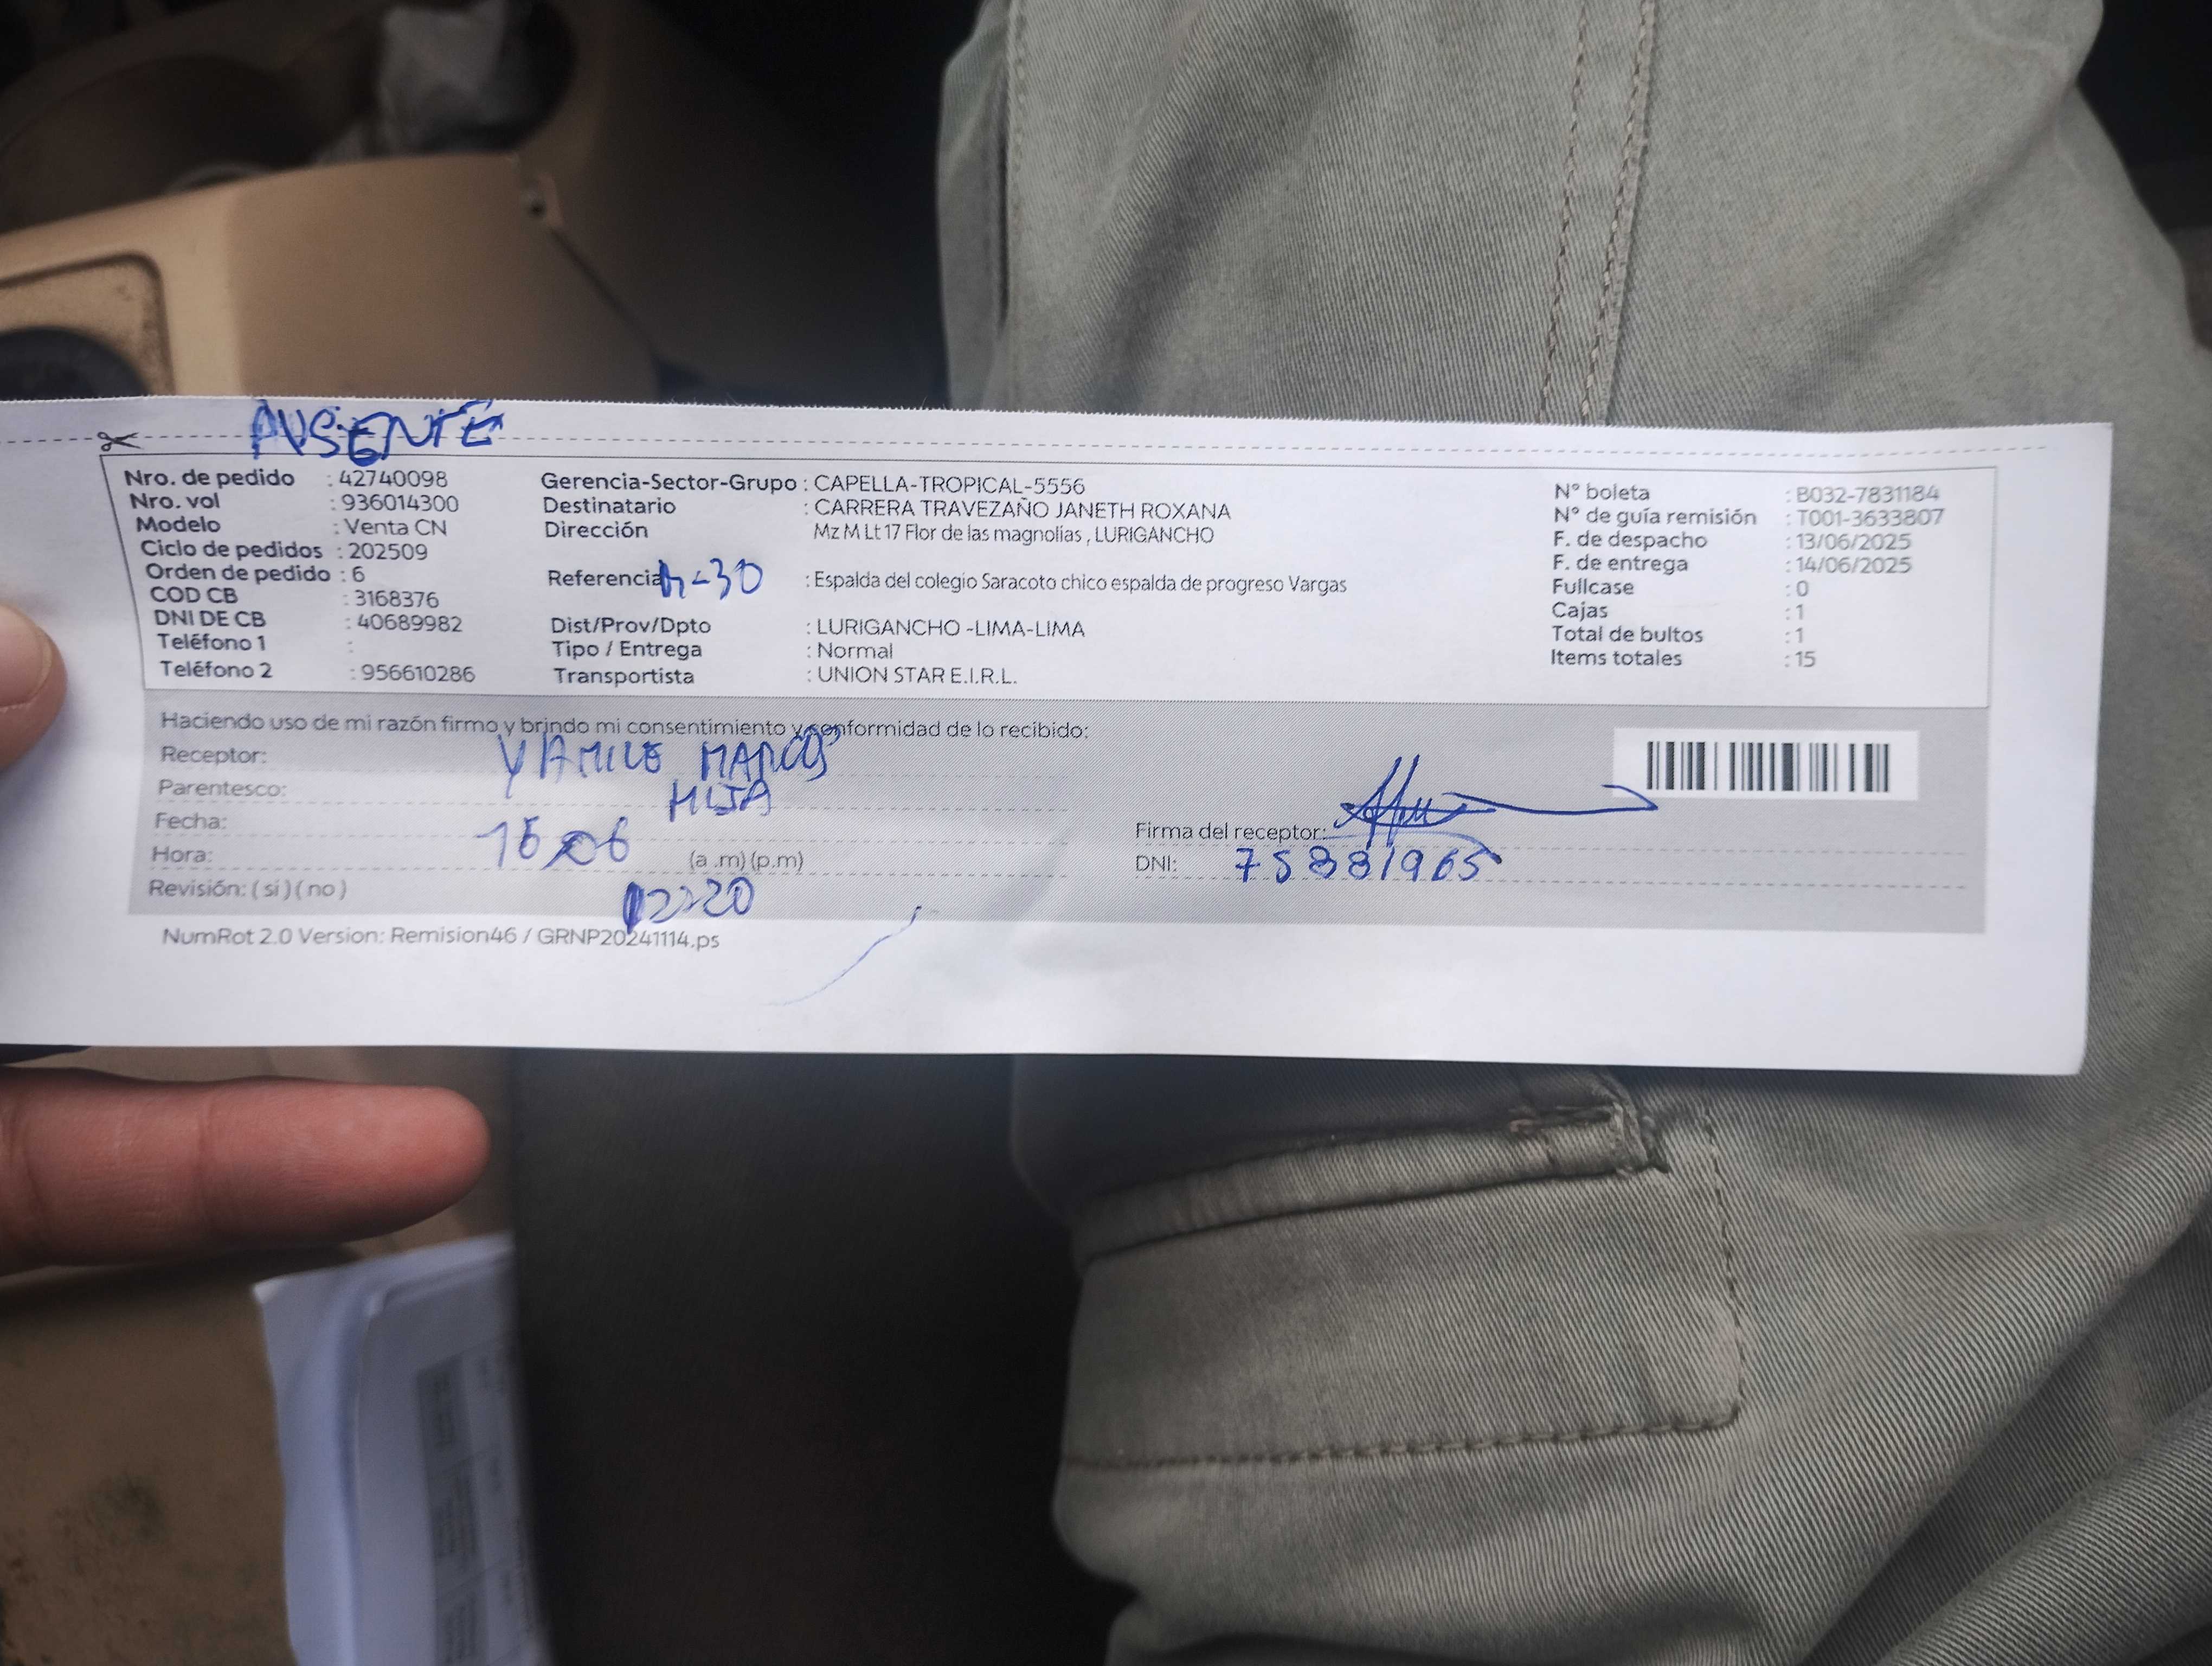 AUSENTE
Nro. de pedido : 42740098
Nro. vol : 936014300
Modelo : Venta CN
Ciclo de pedidos : 202509
Orden de pedido : 6
COD CB : 3168376
DNI DE CB : 40689982
Teléfono 1 :
Teléfono 2 : 956610286
Gerencia-Sector-Grupo : CAPELLA-TROPICAL-5556
Destinatario : CARRERA TRAVEZAÑO JANETH ROXANA
Dirección Mz M Lt 17 Flor de las magnolias , LURIGANCHO
Referencia : Espalda del colegio Saracoto chico espalda de progreso Vargas
Dist/Prov/Dpto : LURIGANCHO -LIMA-LIMA
Tipo / Entrega : Normal
Transportista : UNION STAR E.I.R.L.
N° boleta : B032-7831184
N° de guía remisión : T001-3633807
F. de despacho : 13/06/2025
F. de entrega : 14/06/2025
Fullcase : 0
Cajas : 1
Total de bultos : 1
Items totales : 15
Haciendo uso de mi razón firmo y brindo mi consentimiento y conformidad de lo recibido:
Receptor: YAMILE MARCOS
Parentesco: HIJA
Fecha:
Hora: (a .m) (p.m)
Revisión: ( si ) ( no )
Firma del receptor:
DNI: 75881965
NumRot 2.0 Version: Remision46 / GRNP20241114.ps